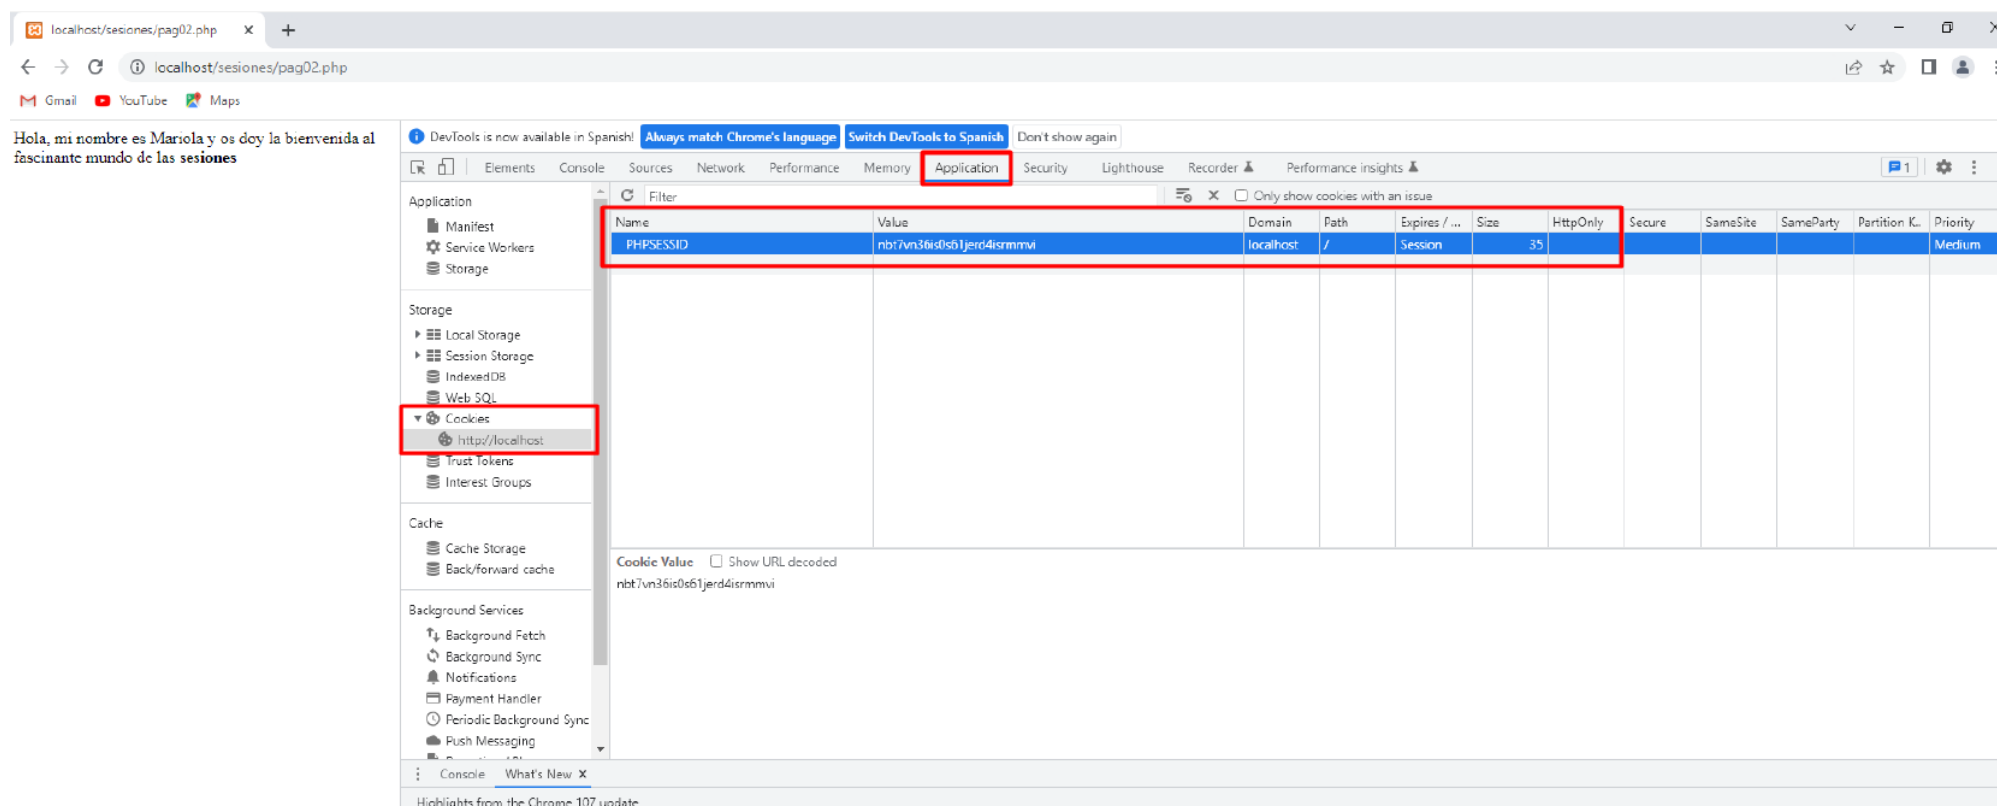 localhost/sesiones/pag02.php
localhost/sesiones/pag02.php
Gmail YouTube Maps
Hola, mi nombre es Mariola y os doy la bienvenida al
fascinante mundo de las sesiones
DevTools is now available in Spanish! Always match Chrome's language Switch DevTools to Spanish Don't show again
Elements Console Sources Network Performance Memory Application Security Lighthouse Recorder Performance insights 1
Application
Manifest
Service Workers
Storage
Storage
Local Storage
Session Storage
IndexedDB
Web SQL
Cookies
http://localhost
Trust Tokens
Interest Groups
Cache
Cache Storage
Back/forward cache
Background Services
Background Fetch
Background Sync
Notifications
Payment Handler
Periodic Background Sync
Push Messaging
Filter Only show cookies with an issue
Name Value Domain Path Expires / ... Size HttpOnly Secure SameSite SameParty Partition K... Priority
PHPSESSID nbt7vn36is0s61jerd4isrmmvi localhost / Session 35 Medium
Cookie Value Show URL decoded
nbt7vn36is0s61jerd4isrmmvi
Console What's New
Highlights from the Chrome 107 update